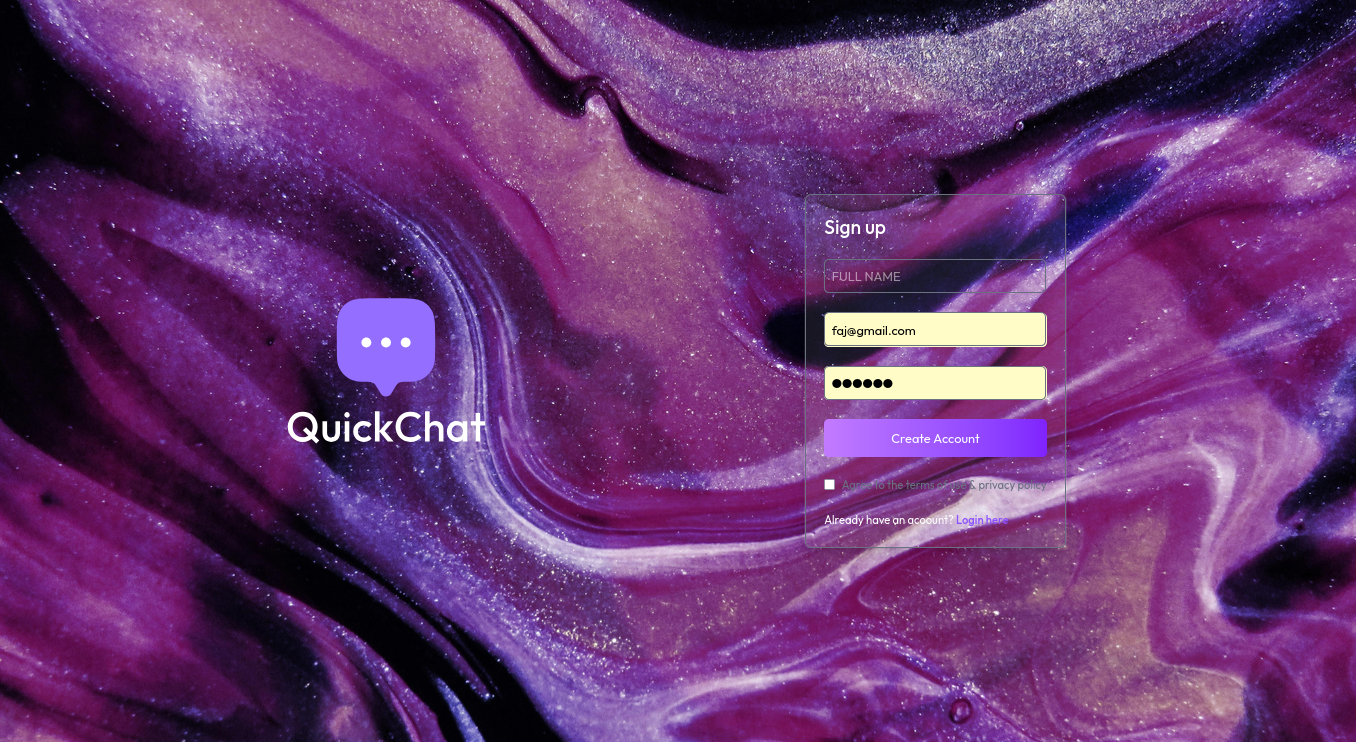 QuickChat
Sign up
FULL NAME
faj@gmail.com
●●●●●●
Create Account
Agree to the terms of use & privacy policy
Already have an account? Login here